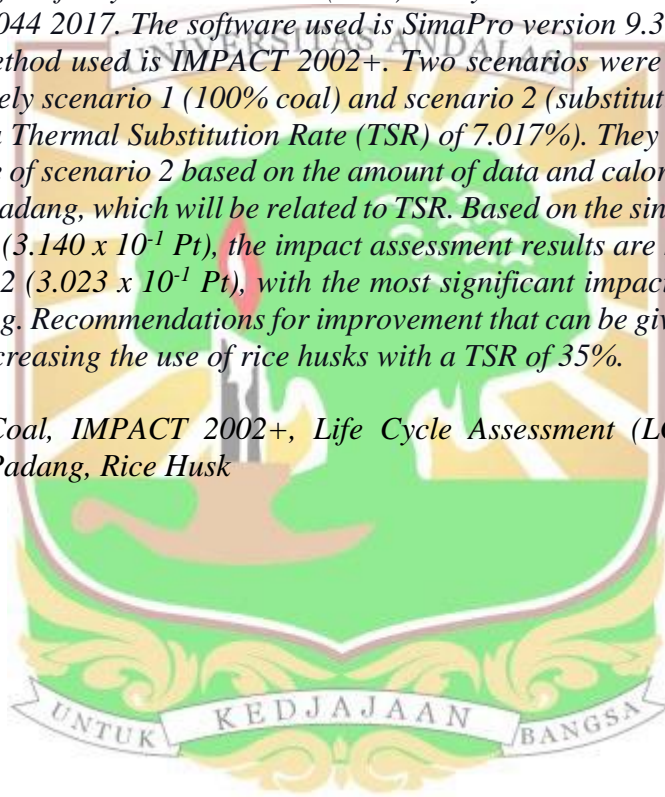 044 2017. The software used is SimaPro version 9.3
ethod used is IMPACT 2002+. Two scenarios were
ely scenario 1 (100% coal) and scenario 2 (substitut
a Thermal Substitution Rate (TSR) of 7.017%). They
e of scenario 2 based on the amount of data and calor
adang, which will be related to TSR. Based on the sim
(3.140 x 10-1 Pt), the impact assessment results are
2 (3.023 x 10-1 Pt), with the most significant impac
g. Recommendations for improvement that can be giv
creasing the use of rice husks with a TSR of 35%.
Coal, IMPACT 2002+, Life Cycle Assessment (LC
Padang, Rice Husk
UNIVERSITAS ANDALAS
UNTUK KEDJAJAAN BANGSA